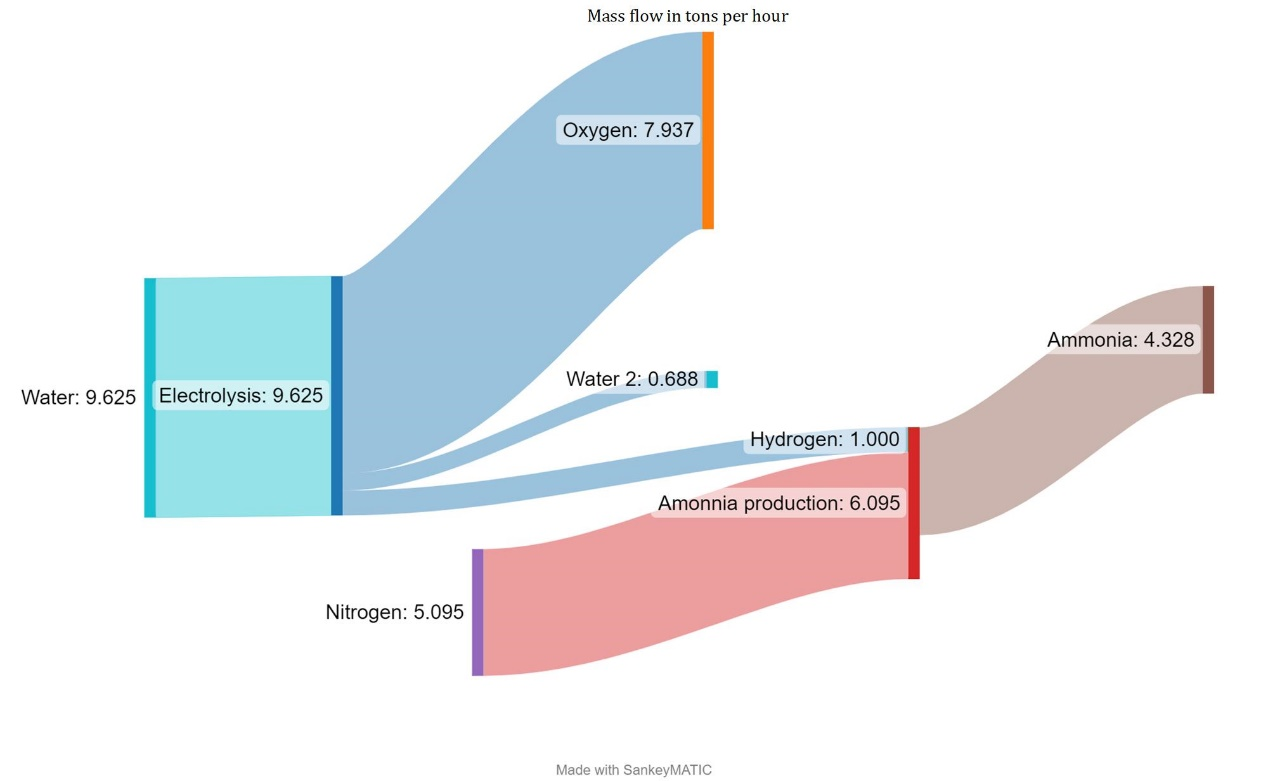 Mass flow in tons per hour
Oxygen: 7.937
Ammonia: 4.328
Water 2: 0.688
Water: 9.625
Electrolysis: 9.625
Hydrogen: 1.000
Amonnia production: 6.095
Nitrogen: 5.095
Made with SankeyMATIC